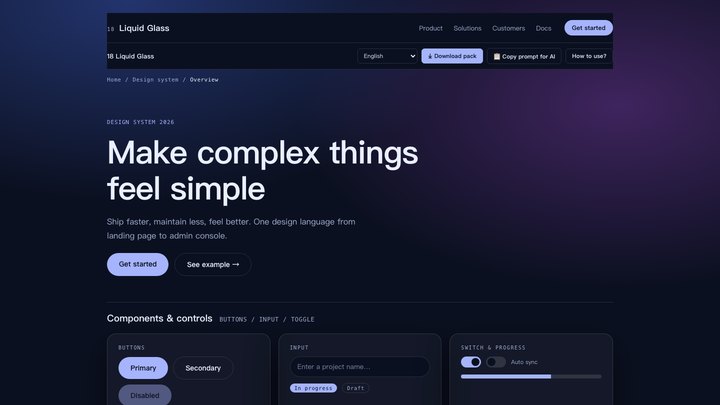 18 Liquid Glass Product Solutions Customers Docs Get started
18 Liquid Glass English Download pack Copy prompt for AI How to use?
Home / Design system / Overview
DESIGN SYSTEM 2026
Make complex things
feel simple
Ship faster, maintain less, feel better. One design language from
landing page to admin console.
Get started See example →
Components & controls BUTTONS / INPUT / TOGGLE
BUTTONS
Primary Secondary
Disabled
INPUT
Enter a project name...
In progress Draft
SWITCH & PROGRESS
Auto sync